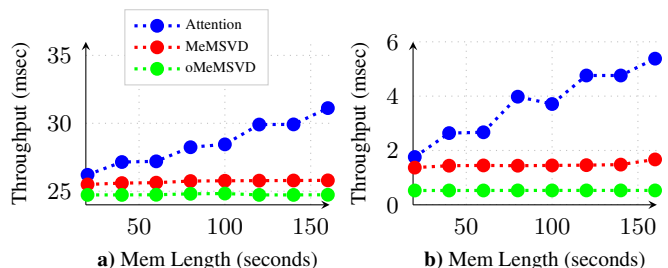 Throughput (msec)
35
30
25
50
100
150
Attention
MeMSVD
oMeMSVD
a) Mem Length (seconds)
Throughput (msec)
6
4
2
0
50
100
150
b) Mem Length (seconds)